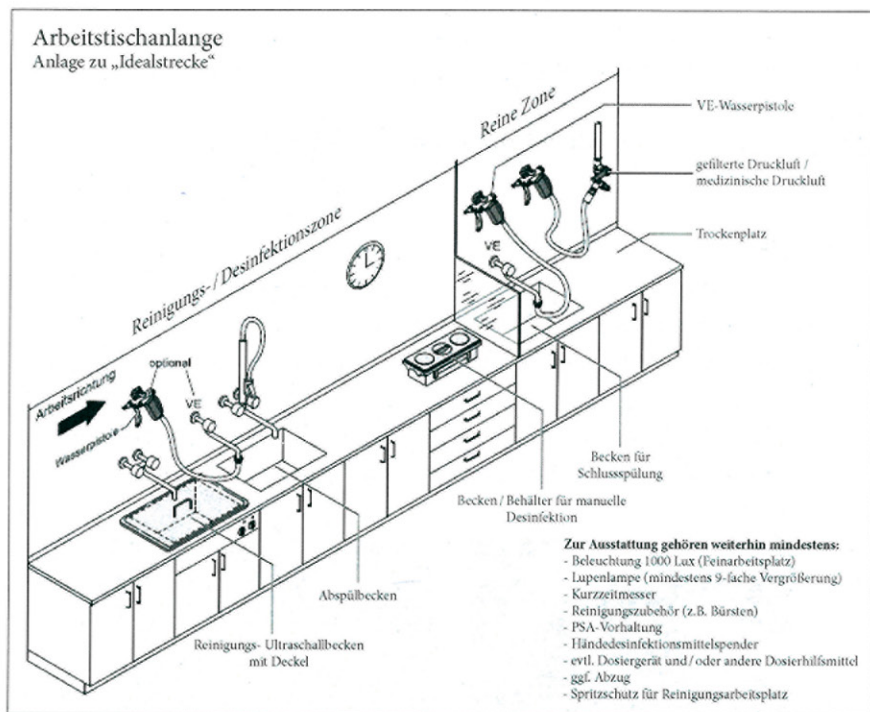 Arbeitstischanlange
Anlage zu „Idealstrecke“
Reine Zone
VE-Wasserpistole
gefilterte Druckluft /
medizinische Druckluft
Trockenplatz
VE
Reinigungs- / Desinfektionszone
optional
VE
Arbeitsrichtung
Wasserpistole
Becken für
Schlussspülung
Becken / Behälter für manuelle
Desinfektion
Abspülbecken
Reinigungs- Ultraschallbecken
mit Deckel
Zur Ausstattung gehören weiterhin mindestens:
- Beleuchtung 1000 Lux (Feinarbeitsplatz)
- Lupenlampe (mindestens 9-fache Vergrößerung)
- Kurzzeitmesser
- Reinigungszubehör (z.B. Bürsten)
- PSA-Vorhaltung
- Händedesinfektionsmittelspender
- evtl. Dosiergerät und / oder andere Dosierhilfsmittel
- ggf. Abzug
- Spritzschutz für Reinigungsarbeitsplatz